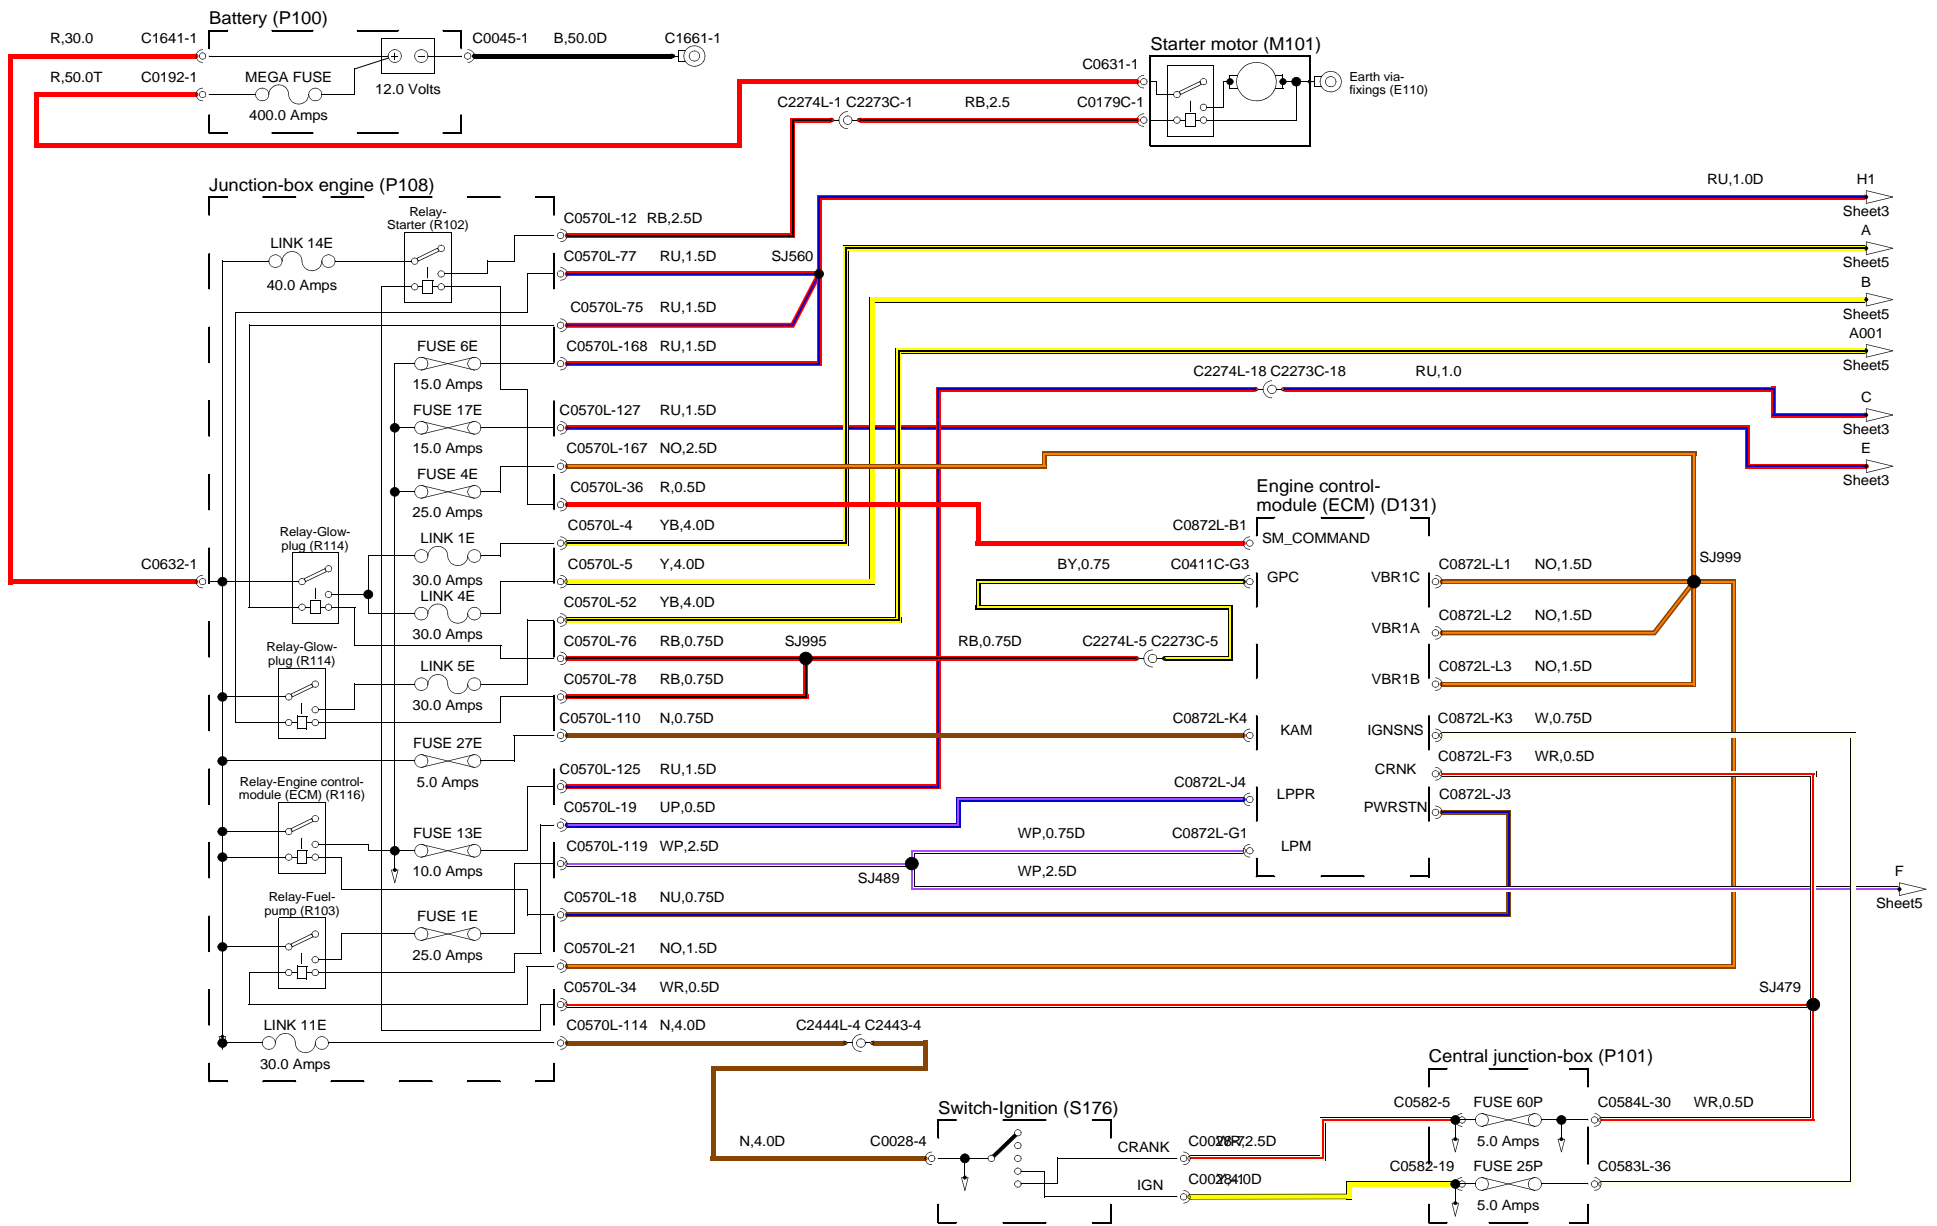 Battery (P100)
R,30.0 C1641-1
C0045-1 B,50.0D C1661-1
R,50.0T C0192-1
MEGA FUSE
400.0 Amps
12.0 Volts
Starter motor (M101)
C0631-1
C2274L-1 C2273C-1 RB,2.5 C0179C-1
Earth via-
fixings (E110)
Junction-box engine (P108)
Relay-
Starter (R102)
LINK 14E
40.0 Amps
C0570L-12 RB,2.5D
C0570L-77 RU,1.5D SJ560
C0570L-75 RU,1.5D
FUSE 6E
15.0 Amps
C0570L-168 RU,1.5D
FUSE 17E
15.0 Amps
C0570L-127 RU,1.5D
C0570L-167 NO,2.5D
FUSE 4E
25.0 Amps
C0570L-36 R,0.5D
RU,1.0D H1
Sheet3
A
Sheet5
B
Sheet5
A001
Sheet5
C2274L-18 C2273C-18 RU,1.0
C
Sheet3
E
Sheet3
Relay-Glow-
plug (R114)
C0632-1
LINK 1E
30.0 Amps
C0570L-4 YB,4.0D
LINK 4E
30.0 Amps
C0570L-5 Y,4.0D
C0570L-52 YB,4.0D
C0570L-76 RB,0.75D SJ995 RB,0.75D C2274L-5 C2273C-5
Relay-Glow-
plug (R114)
LINK 5E
30.0 Amps
C0570L-78 RB,0.75D
C0570L-110 N,0.75D
FUSE 27E
5.0 Amps
Engine control-
module (ECM) (D131)
C0872L-B1
SM_COMMAND
BY,0.75 C0411C-G3
GPC
VBR1C
C0872L-L1 NO,1.5D
SJ999
VBR1A
C0872L-L2 NO,1.5D
VBR1B
C0872L-L3 NO,1.5D
C0872L-K4
KAM
IGNSNS
C0872L-K3 W,0.75D
CRNK
C0872L-F3 WR,0.5D
C0872L-J4
LPPR
PWRSTN
C0872L-J3
WP,0.75D C0872L-G1
LPM
Relay-Engine control-
module (ECM) (R116)
C0570L-125 RU,1.5D
C0570L-19 UP,0.5D
FUSE 13E
10.0 Amps
C0570L-119 WP,2.5D
SJ489
WP,2.5D
F
Sheet5
Relay-Fuel-
pump (R103)
C0570L-18 NU,0.75D
FUSE 1E
25.0 Amps
C0570L-21 NO,1.5D
C0570L-34 WR,0.5D
SJ479
LINK 11E
30.0 Amps
C0570L-114 N,4.0D C2444L-4 C2443-4
Central junction-box (P101)
C0582-5
FUSE 60P
5.0 Amps
C0584L-30 WR,0.5D
C0582-19
FUSE 25P
5.0 Amps
C0583L-36
Switch-Ignition (S176)
N,4.0D C0028-4
CRANK
IGN